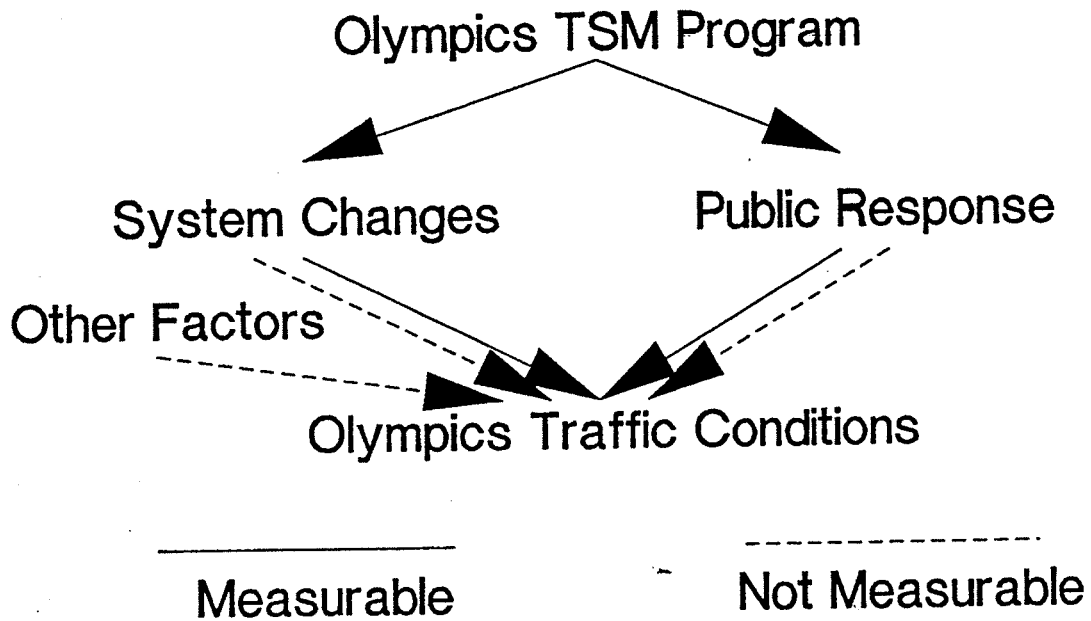 Olympics TSM Program
System Changes
Public Response
Other Factors
Olympics Traffic Conditions
Measurable
Not Measurable